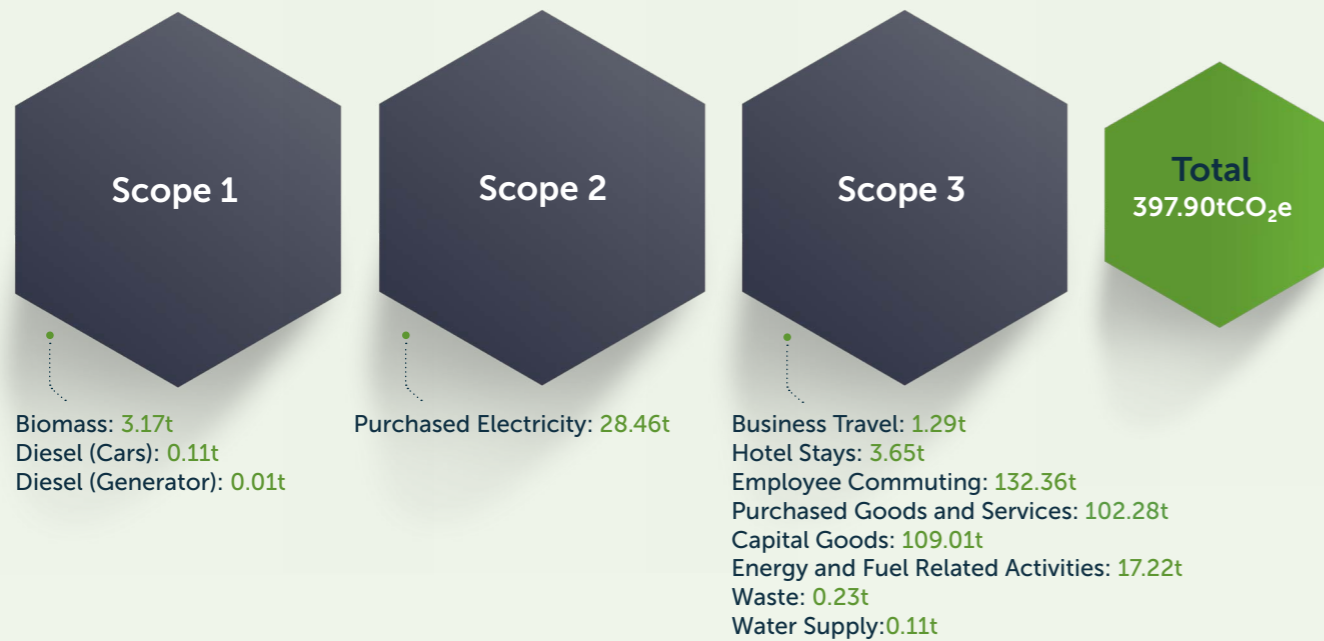 Scope 1
Scope 2
Scope 3
Total
397.90tCO₂e
Biomass: 3.17t
Diesel (Cars): 0.11t
Diesel (Generator): 0.01t
Purchased Electricity: 28.46t
Business Travel: 1.29t
Hotel Stays: 3.65t
Employee Commuting: 132.36t
Purchased Goods and Services: 102.28t
Capital Goods: 109.01t
Energy and Fuel Related Activities: 17.22t
Waste: 0.23t
Water Supply:0.11t